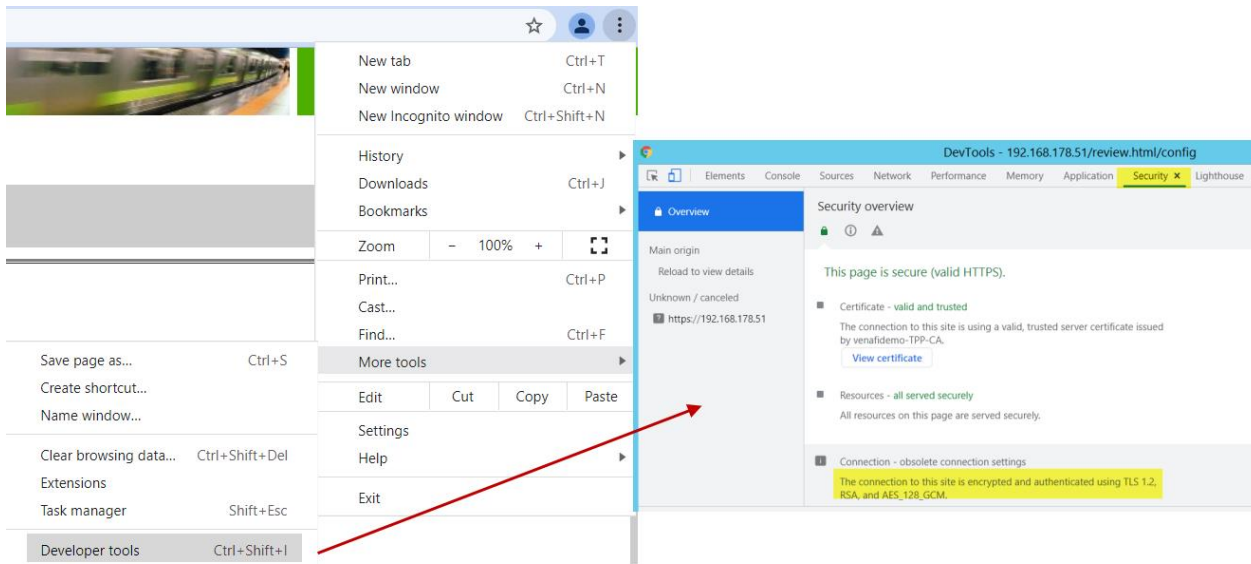 New tab Ctrl+T
New window Ctrl+N
New Incognito window Ctrl+Shift+N
History
Downloads Ctrl+J
Bookmarks
Zoom - 100% +
Print... Ctrl+P
Cast...
Find... Ctrl+F
More tools
Edit Cut Copy Paste
Settings
Help
Exit
Save page as... Ctrl+S
Create shortcut...
Name window...
Clear browsing data... Ctrl+Shift+Del
Extensions
Task manager Shift+Esc
Developer tools Ctrl+Shift+I
DevTools - 192.168.178.51/review.html/config
Elements Console Sources Network Performance Memory Application Security × Lighthouse
Overview
Main origin
Reload to view details
Unknown / canceled
https://192.168.178.51
Security overview
This page is secure (valid HTTPS).
Certificate - valid and trusted
The connection to this site is using a valid, trusted server certificate issued
by venafidemo-TPP-CA.
View certificate
Resources - all served securely
All resources on this page are served securely.
Connection - obsolete connection settings
The connection to this site is encrypted and authenticated using TLS 1.2,
RSA, and AES_128_GCM.